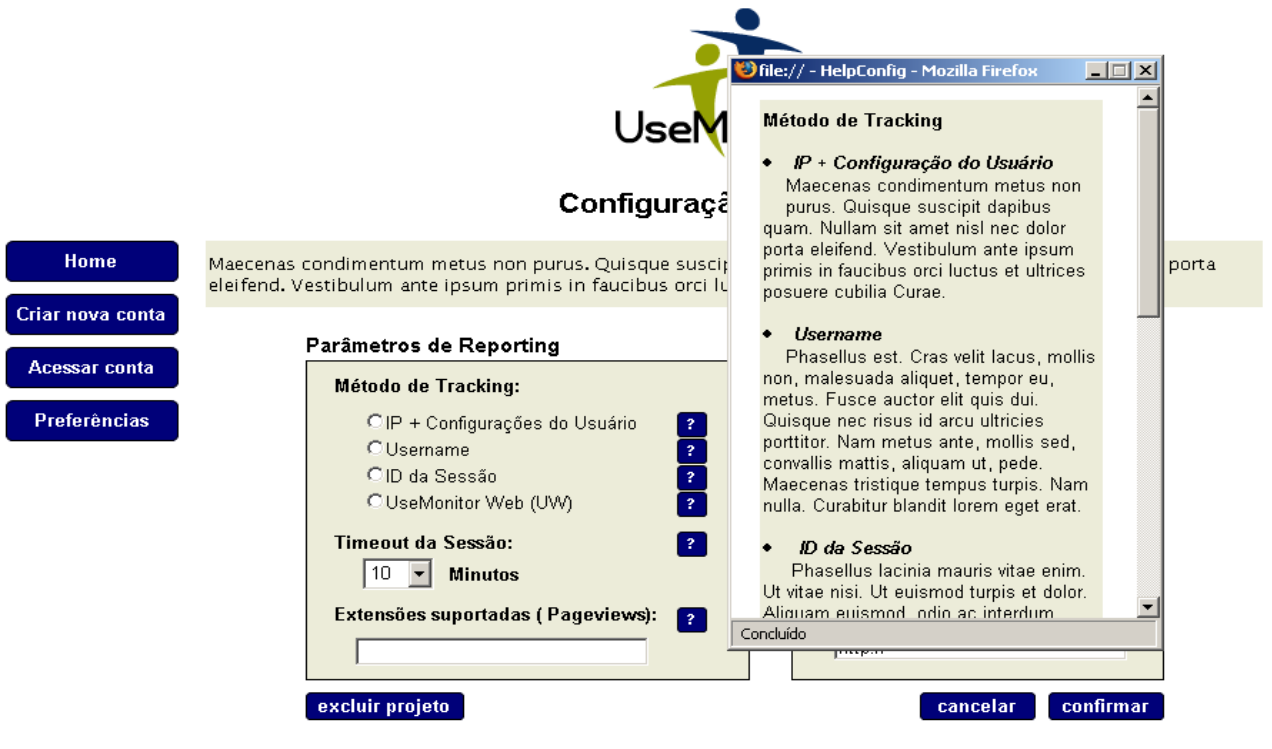 UseM
Configuraçã
Home
Criar nova conta
Acessar conta
Preferências
Maecenas condimentum metus non purus. Quisque suscip porta
eleifend. Vestibulum ante ipsum primis in faucibus orci lu
Parâmetros de Reporting
Método de Tracking:
IP + Configurações do Usuário ?
Username ?
ID da Sessão ?
UseMonitor Web (UW) ?
Timeout da Sessão: ?
10 Minutos
Extensões suportadas ( Pageviews): ?
excluir projeto
cancelar confirmar
file:// - HelpConfig - Mozilla Firefox
Método de Tracking
• IP + Configuração do Usuário
Maecenas condimentum metus non
purus. Quisque suscipit dapibus
quam. Nullam sit amet nisl nec dolor
porta eleifend. Vestibulum ante ipsum
primis in faucibus orci luctus et ultrices
posuere cubilia Curae.
• Username
Phasellus est. Cras velit lacus, mollis
non, malesuada aliquet, tempor eu,
metus. Fusce auctor elit quis dui.
Quisque nec risus id arcu ultricies
porttitor. Nam metus ante, mollis sed,
convallis mattis, aliquam ut, pede.
Maecenas tristique tempus turpis. Nam
nulla. Curabitur blandit lorem eget erat.
• ID da Sessão
Phasellus lacinia mauris vitae enim.
Ut vitae nisi. Ut euismod turpis et dolor.
Aliquam euismod, odio ac interdum
Concluído